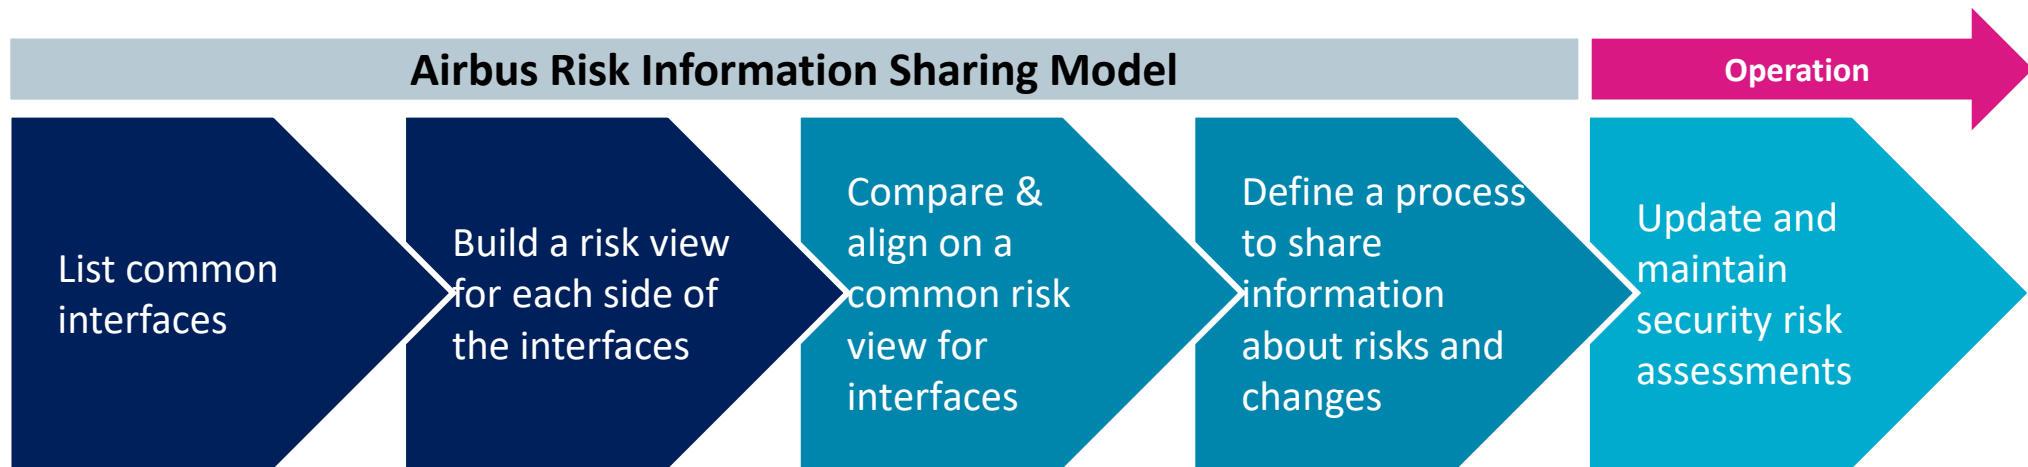 Airbus Risk Information Sharing Model
Operation
List common
interfaces
Build a risk view
for each side of
the interfaces
Compare &
align on a
common risk
view for
interfaces
Define a process
to share
information
about risks and
changes
Update and
maintain
security risk
assessments